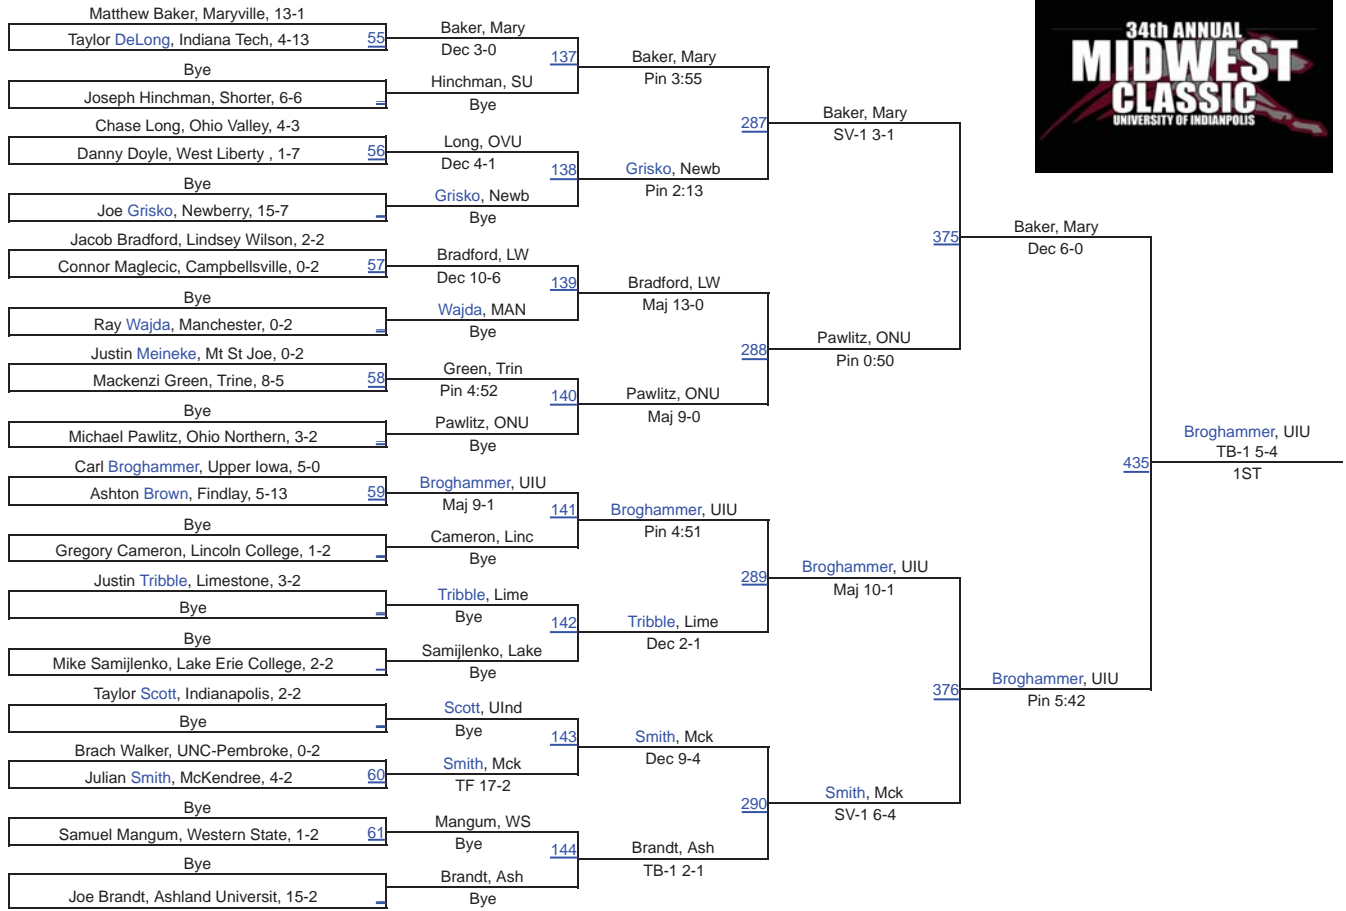 Matthew Baker, Maryville, 13-1
Taylor DeLong, Indiana Tech, 4-13
55
Bye
Joseph Hinchman, Shorter, 6-6
Chase Long, Ohio Valley, 4-3
Danny Doyle, West Liberty , 1-7
56
Bye
Joe Grisko, Newberry, 15-7
Jacob Bradford, Lindsey Wilson, 2-2
Connor Maglecic, Campbellsville, 0-2
57
Bye
Ray Wajda, Manchester, 0-2
Justin Meineke, Mt St Joe, 0-2
Mackenzi Green, Trine, 8-5
58
Bye
Michael Pawlitz, Ohio Northern, 3-2
Carl Broghammer, Upper Iowa, 5-0
Ashton Brown, Findlay, 5-13
59
Bye
Gregory Cameron, Lincoln College, 1-2
Justin Tribble, Limestone, 3-2
Bye
Bye
Mike Samijlenko, Lake Erie College, 2-2
Taylor Scott, Indianapolis, 2-2
Bye
Brach Walker, UNC-Pembroke, 0-2
Julian Smith, McKendree, 4-2
60
Bye
Samuel Mangum, Western State, 1-2
61
Bye
Joe Brandt, Ashland Universit, 15-2
Baker, Mary
Dec 3-0
137
Hinchman, SU
Bye
Long, OVU
Dec 4-1
138
Grisko, Newb
Bye
Bradford, LW
Dec 10-6
139
Wajda, MAN
Bye
Green, Trin
Pin 4:52
140
Pawlitz, ONU
Bye
Broghammer, UIU
Maj 9-1
141
Cameron, Linc
Bye
Tribble, Lime
Bye
142
Samijlenko, Lake
Bye
Scott, UInd
Bye
143
Smith, Mck
TF 17-2
Mangum, WS
Bye
144
Brandt, Ash
Bye
Baker, Mary
Pin 3:55
287
Grisko, Newb
Pin 2:13
Bradford, LW
Maj 13-0
288
Pawlitz, ONU
Maj 9-0
Broghammer, UIU
Pin 4:51
289
Tribble, Lime
Dec 2-1
Smith, Mck
Dec 9-4
290
Brandt, Ash
TB-1 2-1
Baker, Mary
SV-1 3-1
375
Pawlitz, ONU
Pin 0:50
Broghammer, UIU
Maj 10-1
376
Smith, Mck
SV-1 6-4
Baker, Mary
Dec 6-0
435
Broghammer, UIU
Pin 5:42
Broghammer, UIU
TB-1 5-4
1ST
34th ANNUAL
MIDWEST
CLASSIC
UNIVERSITY OF INDIANPOLIS